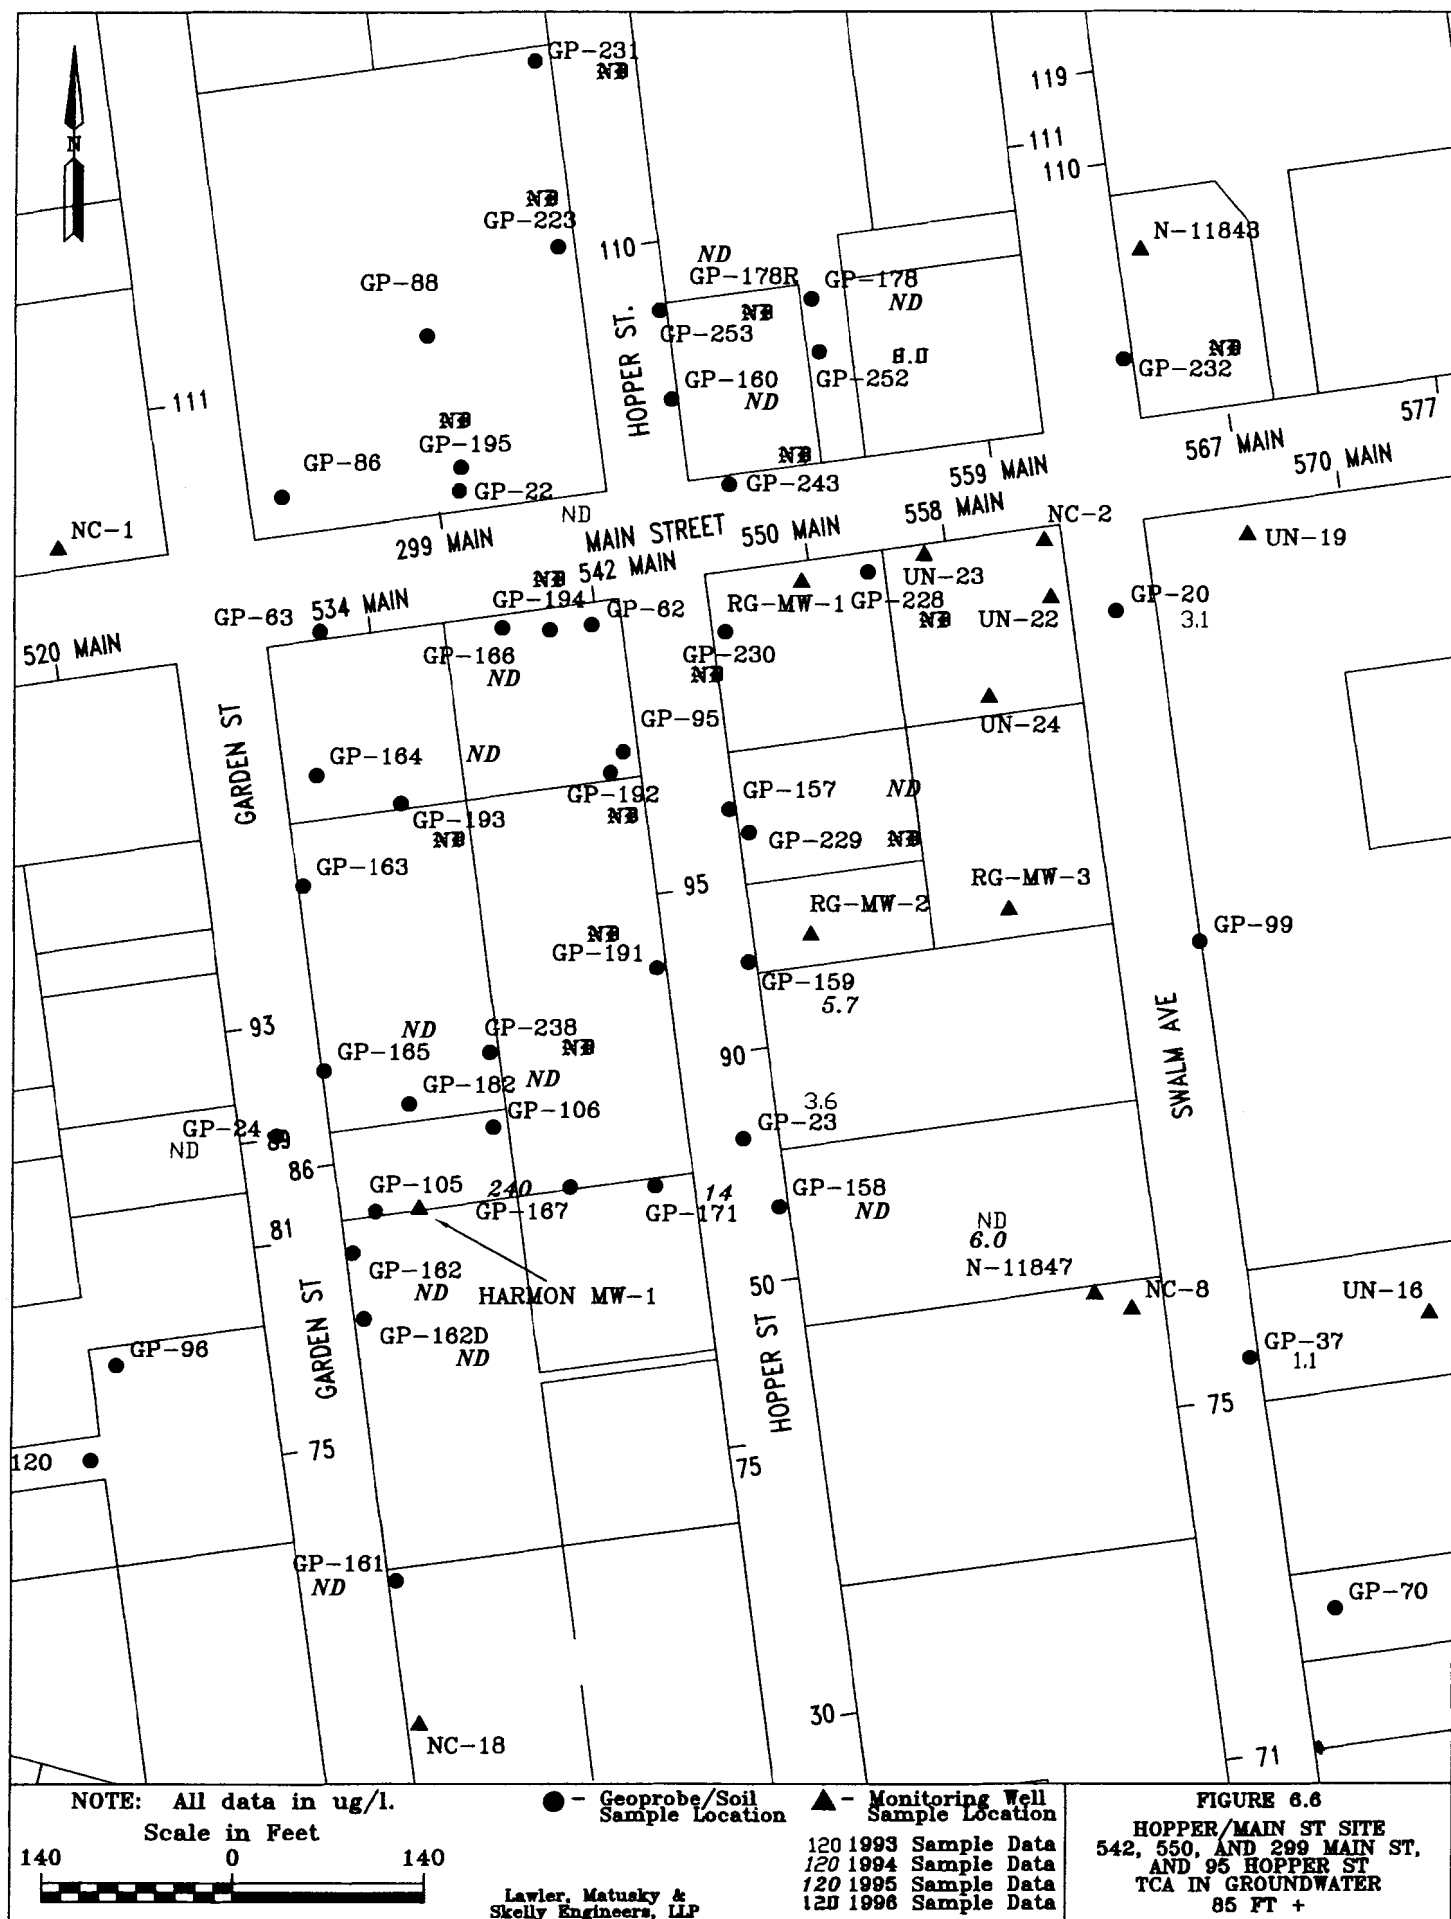 GP-231
119
111
110
N
GP-223
110
ND
GP-178R
GP-178
ND
N-11843
GP-88
HOPPER ST.
GP-253
GP-252
GP-232
GP-160
ND
111
577
GP-195
GP-86
GP-22
ND
GP-243
567 MAIN
570 MAIN
559 MAIN
558 MAIN
NC-1
299 MAIN
MAIN STREET
550 MAIN
NC-2
UN-19
542 MAIN
UN-23
GP-63
534 MAIN
GP-194
GP-62
RG-MW-1
GP-228
UN-22
GP-20
3.1
520 MAIN
GP-166
ND
GP-230
GARDEN ST
GP-95
UN-24
GP-164
ND
GP-192
GP-157
ND
GP-193
GP-229
GP-163
95
RG-MW-2
RG-MW-3
GP-99
GP-191
GP-159
5.7
93
ND
GP-238
90
SWALM AVE
GP-165
GP-182
ND
3.6
GP-106
GP-23
GP-24
89
ND
86
GP-105
240
GP-167
14
GP-171
GP-158
ND
81
ND
6.0
N-11847
GP-162
ND
HARMON MW-1
50
NC-8
UN-16
GARDEN ST
GP-162D
ND
HOPPER ST
GP-96
GP-37
1.1
75
75
75
120
GP-161
ND
GP-70
30
NC-18
71
NOTE: All data in ug/l.
Scale in Feet
140 0 140
- Geoprobe/Soil
Sample Location
- Monitoring Well
Sample Location
120 1993 Sample Data
120 1994 Sample Data
120 1995 Sample Data
120 1996 Sample Data
Lawler, Matusky &
Skelly Engineers, LLP
FIGURE 6.6
HOPPER/MAIN ST SITE
542, 550, AND 299 MAIN ST,
AND 95 HOPPER ST
TCA IN GROUNDWATER
85 FT +